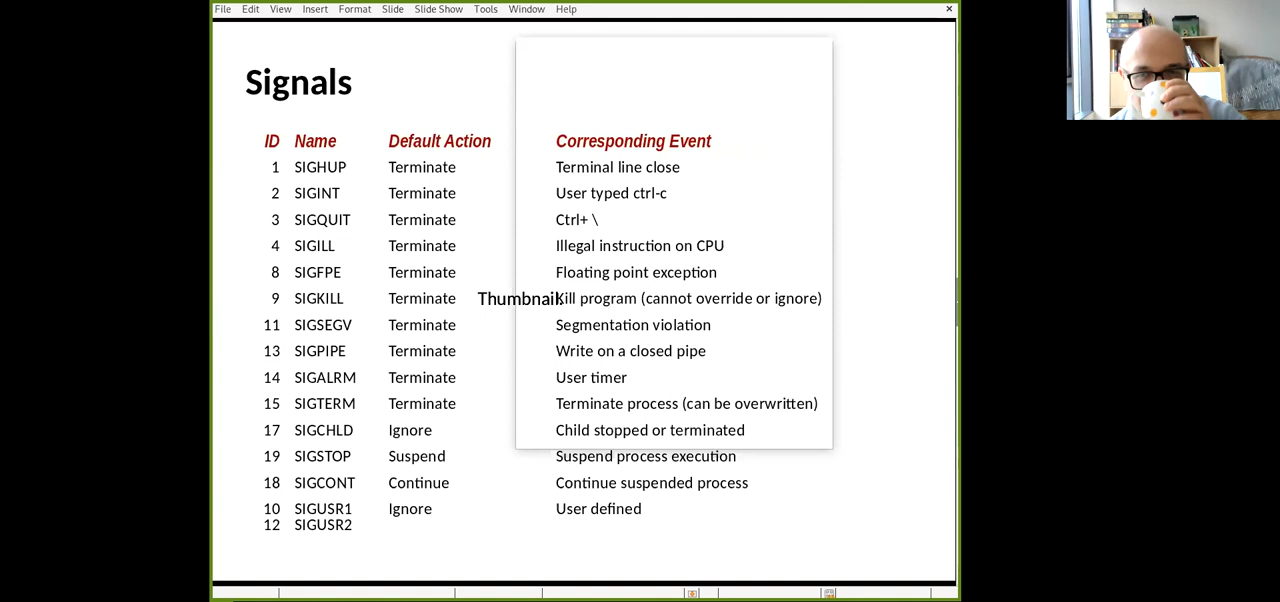 File Edit View Insert Format Slide Slide Show Tools Window Help ×
Signals
ID Name Default Action Corresponding Event
1 SIGHUP Terminate Terminal line close
2 SIGINT Terminate User typed ctrl-c
3 SIGQUIT Terminate Ctrl+ \
4 SIGILL Terminate Illegal instruction on CPU
8 SIGFPE Terminate Floating point exception
9 SIGKILL Terminate Thumbnail: Kill program (cannot override or ignore)
11 SIGSEGV Terminate Segmentation violation
13 SIGPIPE Terminate Write on a closed pipe
14 SIGALRM Terminate User timer
15 SIGTERM Terminate Terminate process (can be overwritten)
17 SIGCHLD Ignore Child stopped or terminated
19 SIGSTOP Suspend Suspend process execution
18 SIGCONT Continue Continue suspended process
10 SIGUSR1 Ignore User defined
12 SIGUSR2